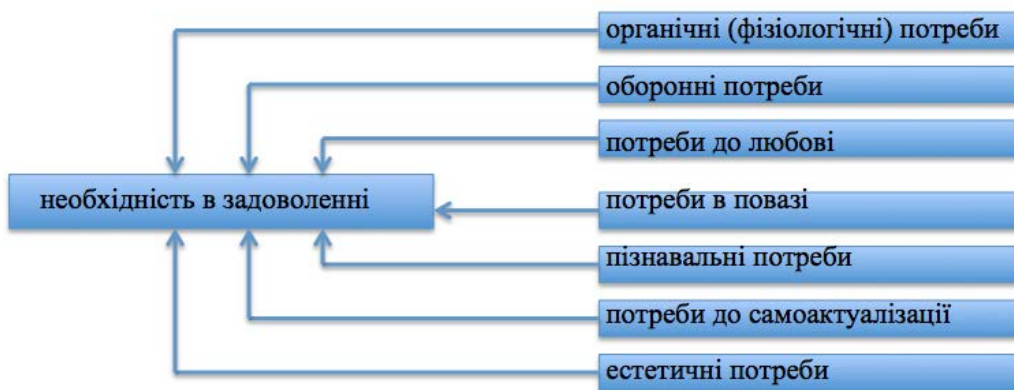 органічні (фізіологічні) потреби
оборонні потреби
потреби до любові
необхідність в задоволенні
потреби в повазі
пізнавальні потреби
потреби до самоактуалізації
естетичні потреби